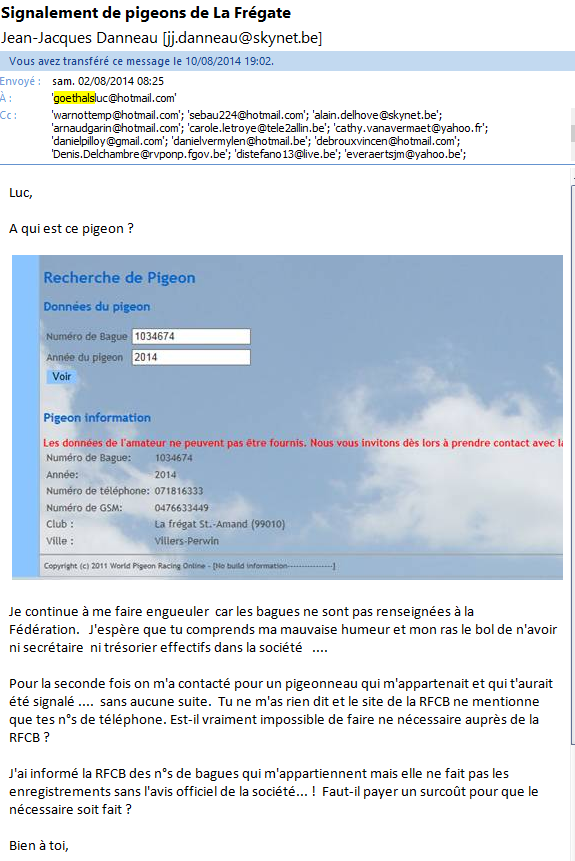 Signalement de pigeons de La Frégate
Jean-Jacques Danneau [jj.danneau@skynet.be]
Vous avez transféré ce message le 10/08/2014 19:02.
Envoyé : sam. 02/08/2014 08:25
À : 'goethalsluc@hotmail.com'
Cc : 'warnottemp@hotmail.com'; 'sebau224@hotmail.com'; 'alain.delhove@skynet.be';
'arnaudgarin@hotmail.com'; 'carole.letroye@tele2allin.be'; 'cathy.vanavermaet@yahoo.fr';
'danielpilloy@gmail.com'; 'danielvermylen@hotmail.be'; 'debrouxvincen@hotmail.com';
'Denis.Delchambre@rvponp.fgov.be'; 'distefano13@live.be'; 'everaertsjm@yahoo.be';
Luc,
A qui est ce pigeon ?
Recherche de Pigeon
Données du pigeon
Numéro de Bague 1034674
Année du pigeon 2014
Voir
Pigeon information
Les données de l'amateur ne peuvent pas être fournis. Nous vous invitons dès lors à prendre contact avec
Numéro de Bague: 1034674
Année: 2014
Numéro de téléphone: 071816333
Numéro de GSM: 0476633449
Club : La frégat St.-Amand (99010)
Ville : Villers-Perwin
Copyright (c) 2011 World Pigeon Racing Online - [No build information---------------]
Je continue à me faire engueuler car les bagues ne sont pas renseignées à la
Fédération. J'espère que tu comprends ma mauvaise humeur et mon ras le bol de n'avoir
ni secrétaire ni trésorier effectifs dans la société ....
Pour la seconde fois on m'a contacté pour un pigeonneau qui m'appartenait et qui t'aurait
été signalé .... sans aucune suite. Tu ne m'as rien dit et le site de la RFCB ne mentionne
que tes n°s de téléphone. Est-il vraiment impossible de faire ne nécessaire auprès de la
RFCB ?
J'ai informé la RFCB des n°s de bagues qui m'appartiennent mais elle ne fait pas les
enregistrements sans l'avis officiel de la société... ! Faut-il payer un surcoût pour que le
nécessaire soit fait ?
Bien à toi,